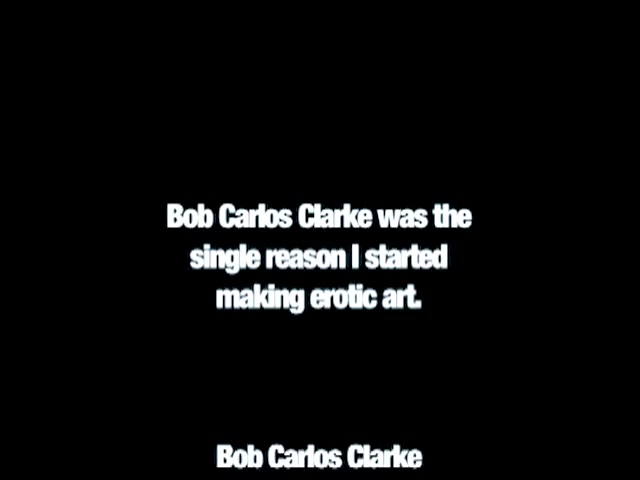 Bob Carlos Clarke was the
single reason I started
making erotic art.
Bob Carlos Clarke